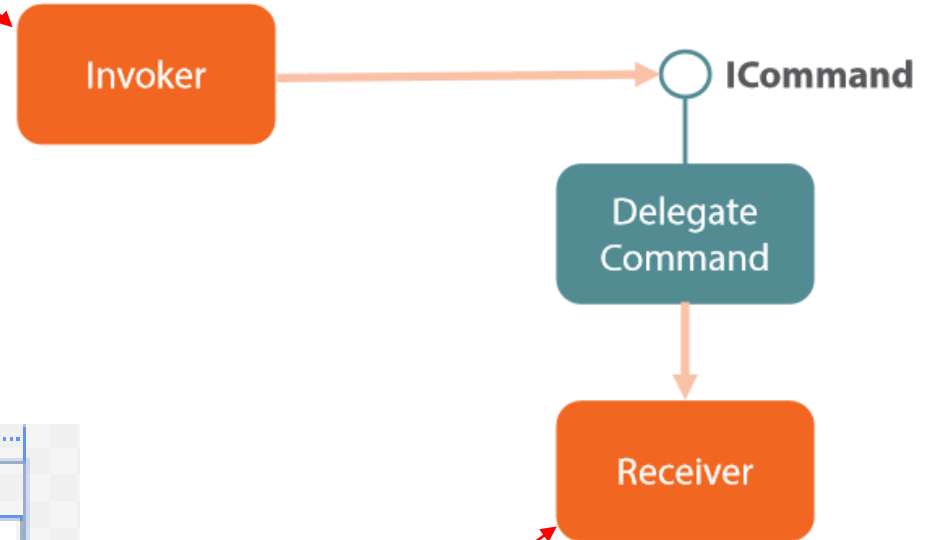 Invoker
ICommand
Delegate
Command
Receiver